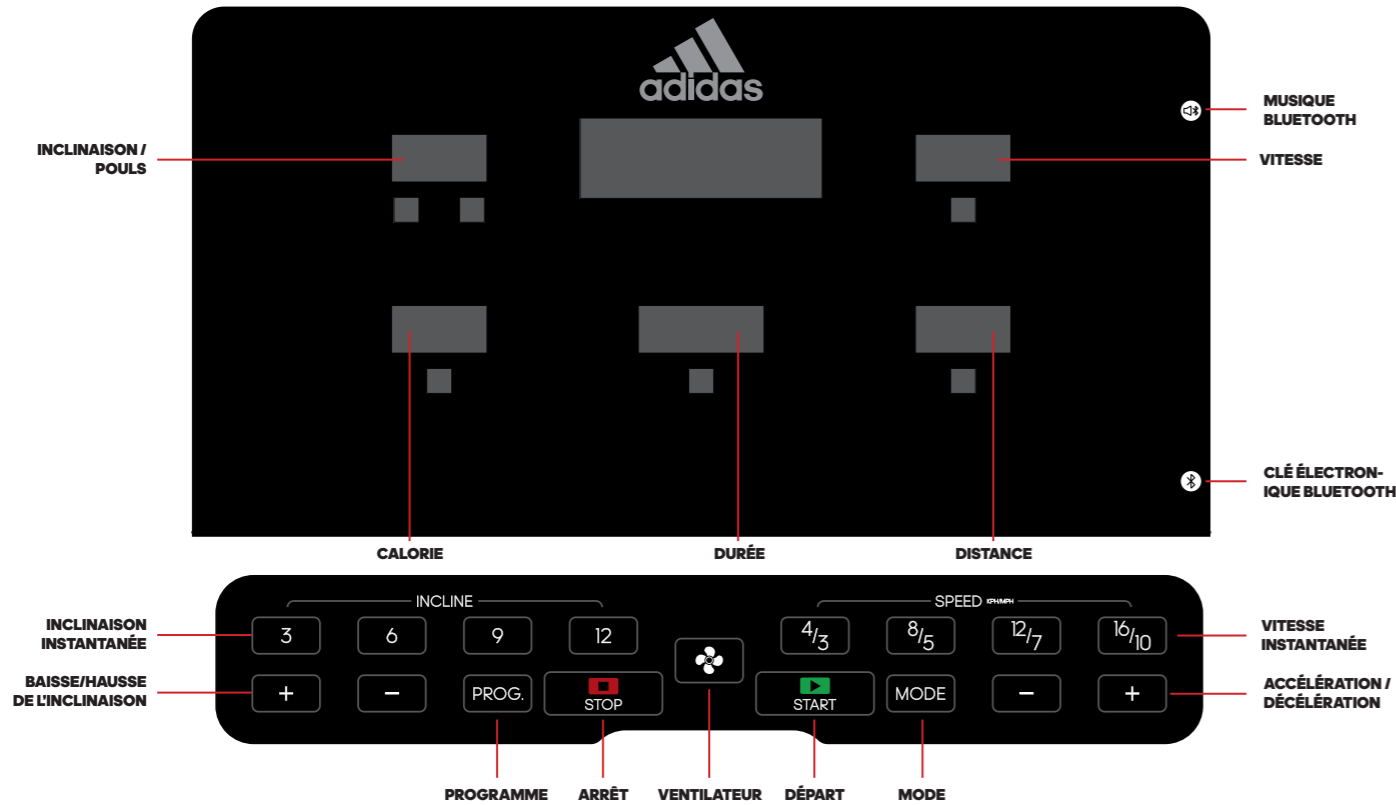 adidas
MUSIQUE
BLUETOOTH
INCLINAISON /
POULS
VITESSE
CLÉ ÉLECTRON-
IQUE BLUETOOTH
CALORIE
DURÉE
DISTANCE
INCLINE
SPEED KPH/MPH
INCLINAISON
INSTANTANÉE
3
6
9
12
4/3
8/5
12/7
16/10
VITESSE
INSTANTANÉE
BAISSE/HAUSSE
DE L'INCLINAISON
+
−
PROG.
STOP
START
MODE
−
+
ACCÉLÉRATION /
DÉCÉLÉRATION
PROGRAMME
ARRÊT
VENTILATEUR
DÉPART
MODE